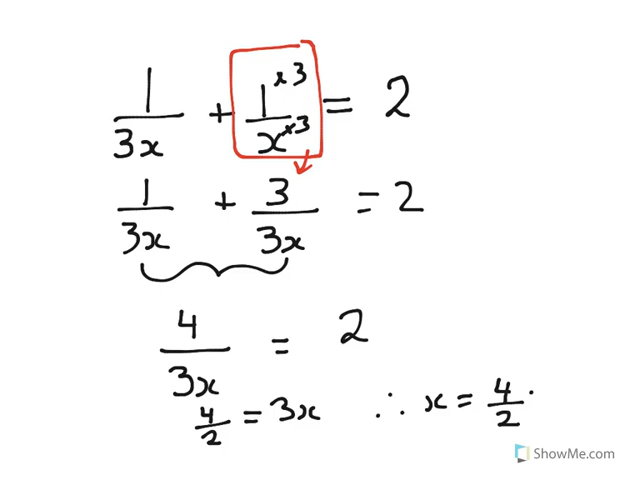 1/3x + 1×3/x×3 = 2
1/3x + 3/3x = 2
4/3x = 2
4/2 = 3x ∴ x = 4/2.
ShowMe.com